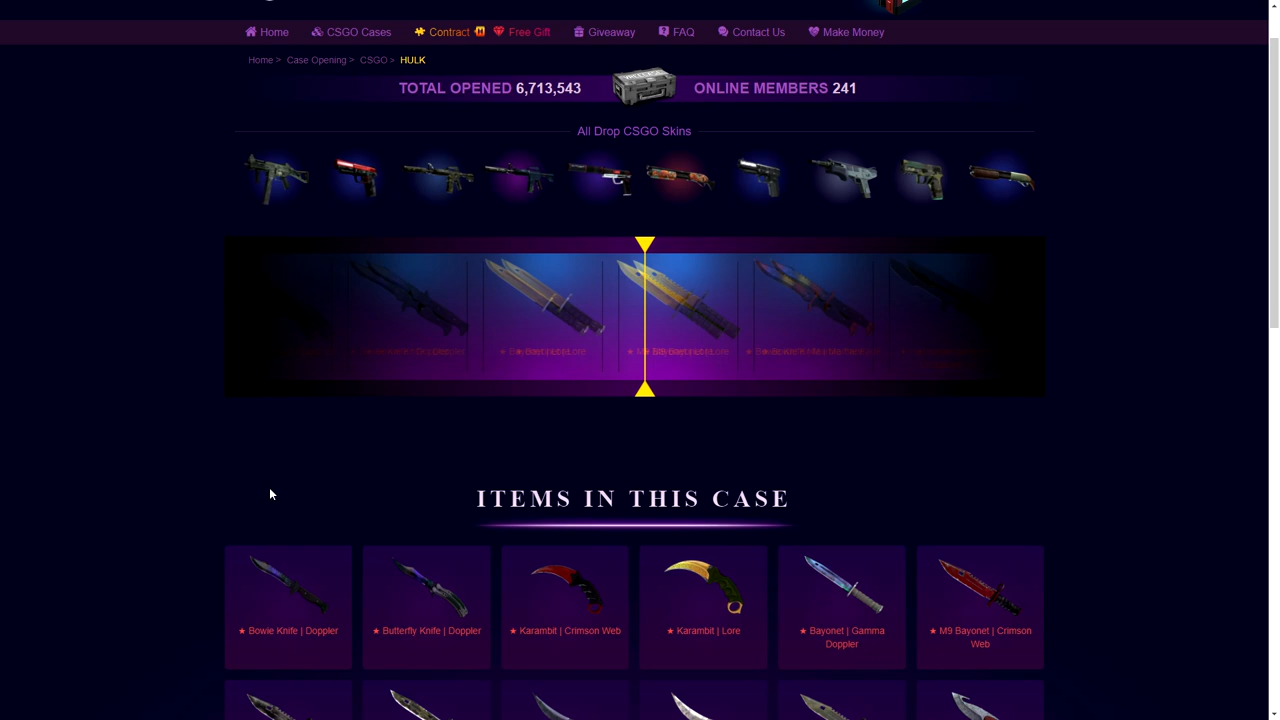 Home
CSGO Cases
Contract
Free Gift
Giveaway
FAQ
Contact Us
Make Money
Home > Case Opening > CSGO > HULK
TOTAL OPENED 6,713,543
ONLINE MEMBERS 241
All Drop CSGO Skins
ITEMS IN THIS CASE
★ Bowie Knife | Doppler
★ Butterfly Knife | Doppler
★ Karambit | Crimson Web
★ Karambit | Lore
★ Bayonet | Gamma
Doppler
★ M9 Bayonet | Crimson
Web